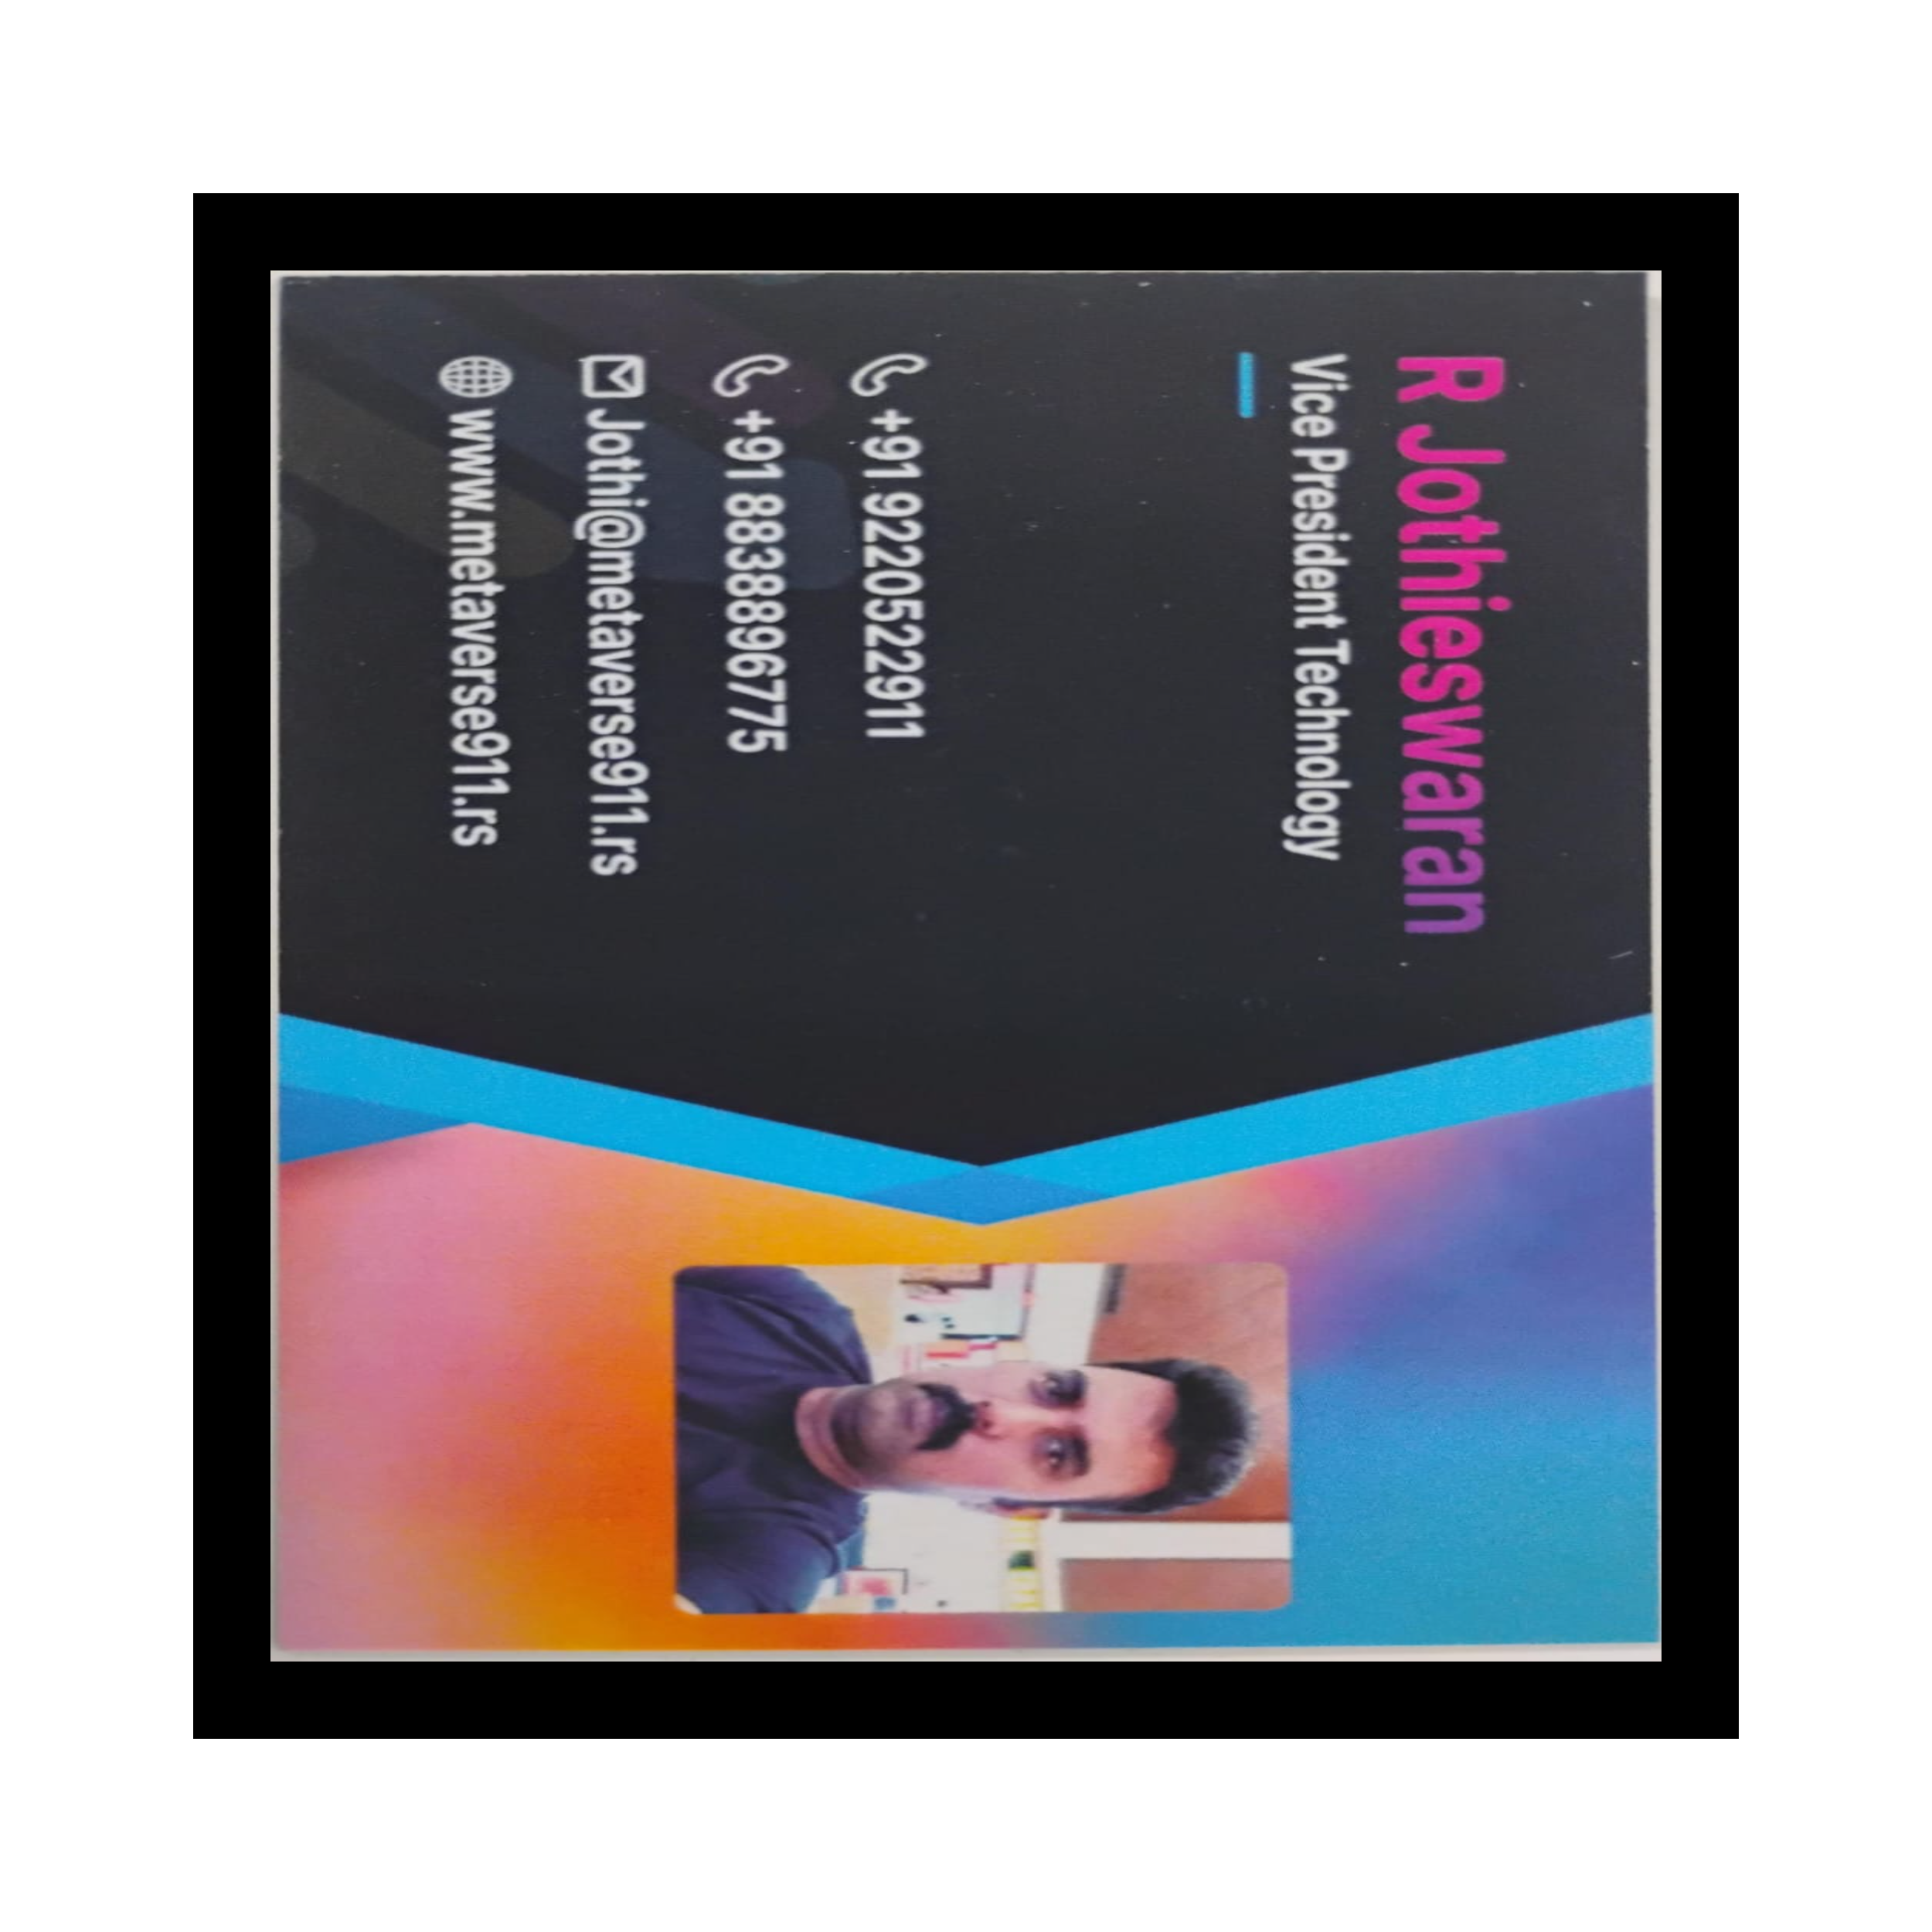 R Jothieswaran
Vice President Technology
+91 9220522911
+91 8838896775
Jothi@metaverse911.rs
www.metaverse911.rs